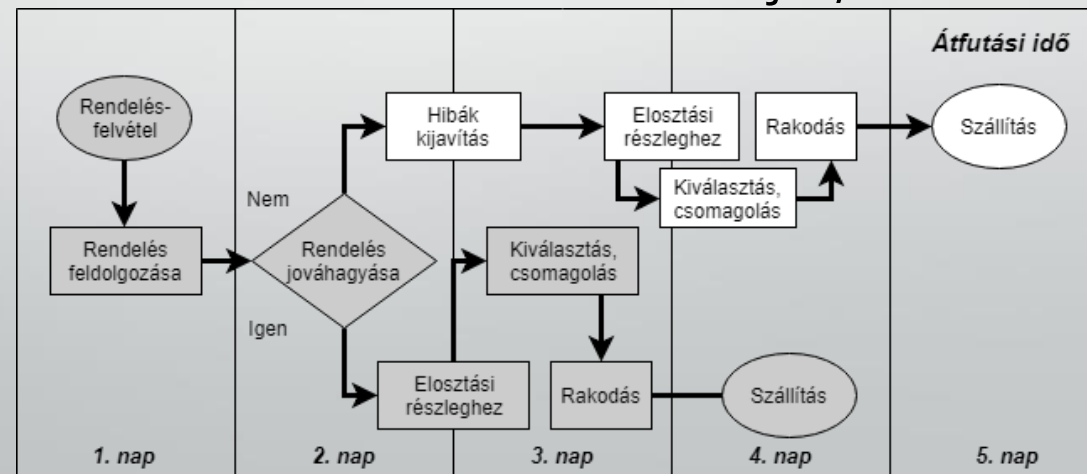 Átfutási idő
Rendelés-
felvétel
Hibák
kijavítás
Elosztási
részleghez
Rakodás
Szállítás
Kiválasztás,
csomagolás
Nem
Rendelés
feldolgozása
Rendelés
jováhagyása
Kiválasztás,
csomagolás
Igen
Elosztási
részleghez
Rakodás
Szállítás
1. nap
2. nap
3. nap
4. nap
5. nap